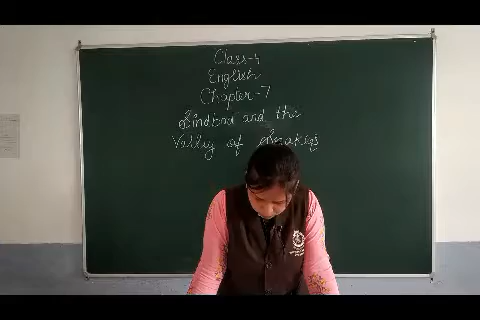 Class-4
English
Chapter-7
Sindbad and the
Valley of Snakes